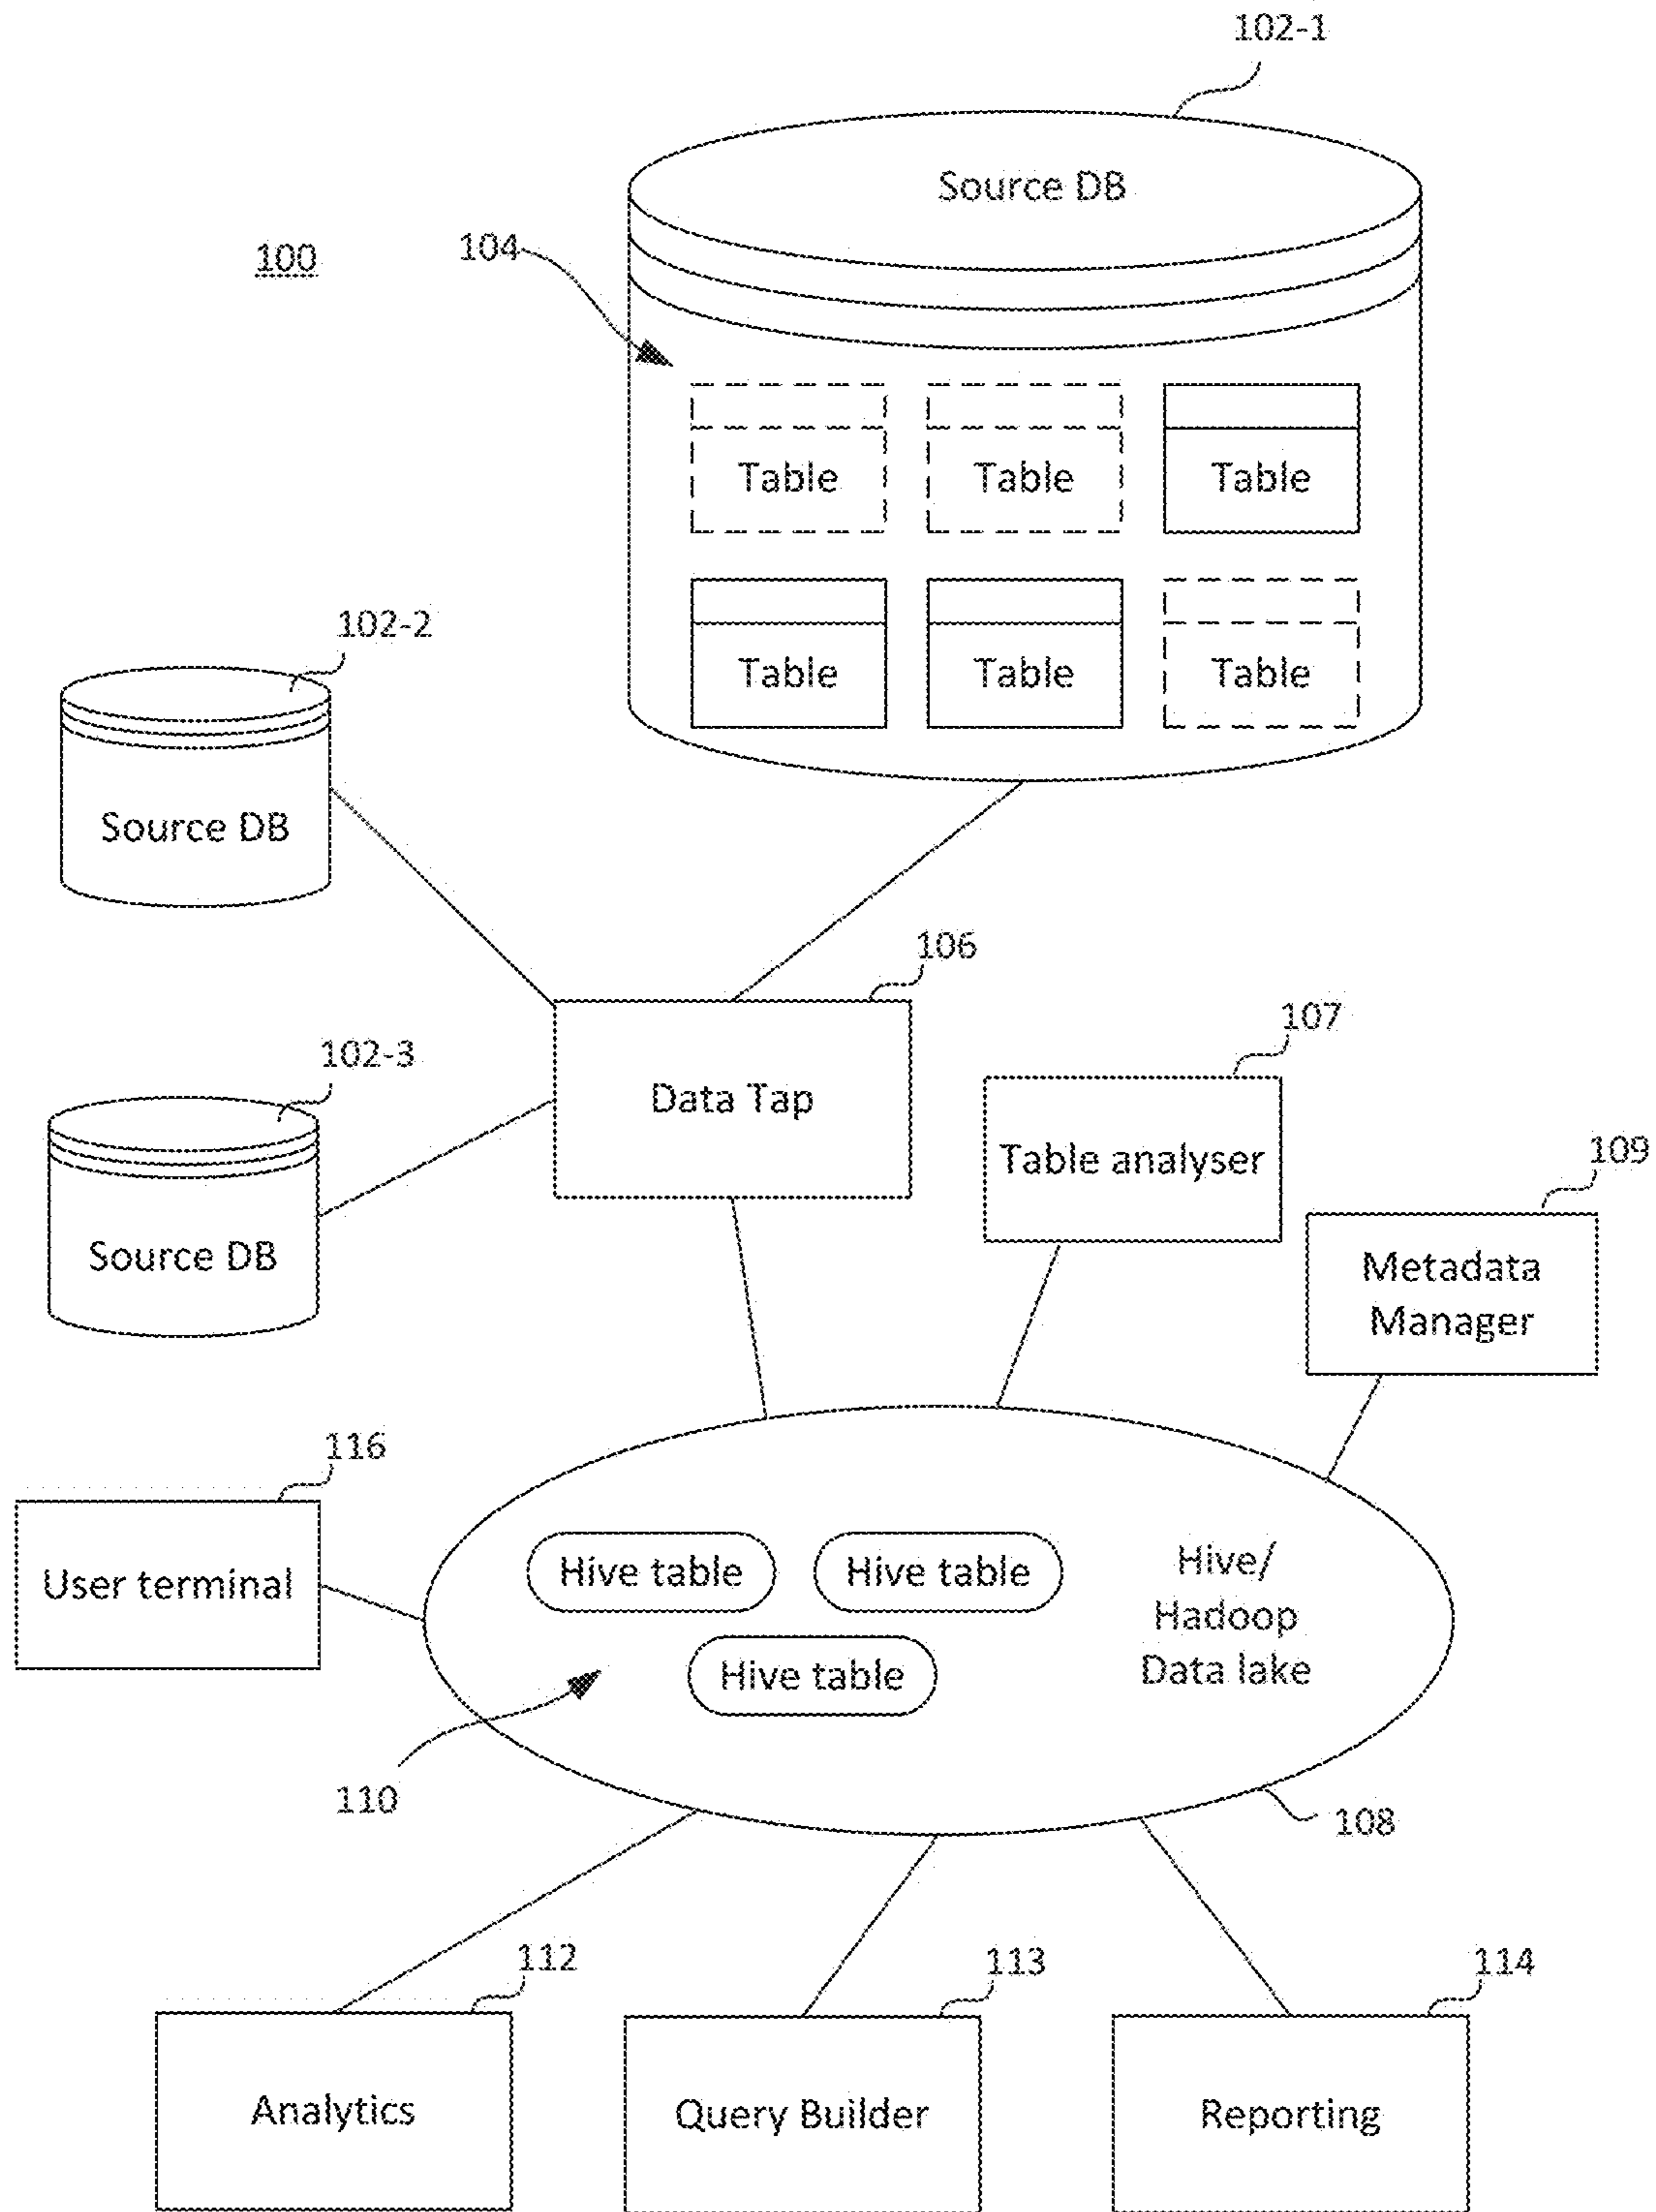 102-1
Source DB
100
104
Table
Table
Table
Table
Table
Table
102-2
Source DB
106
Data Tap
102-3
Source DB
107
Table analyser
109
Metadata
Manager
116
User terminal
Hive table
Hive table
Hive table
Hive/
Hadoop
Data lake
110
108
112
Analytics
113
Query Builder
114
Reporting